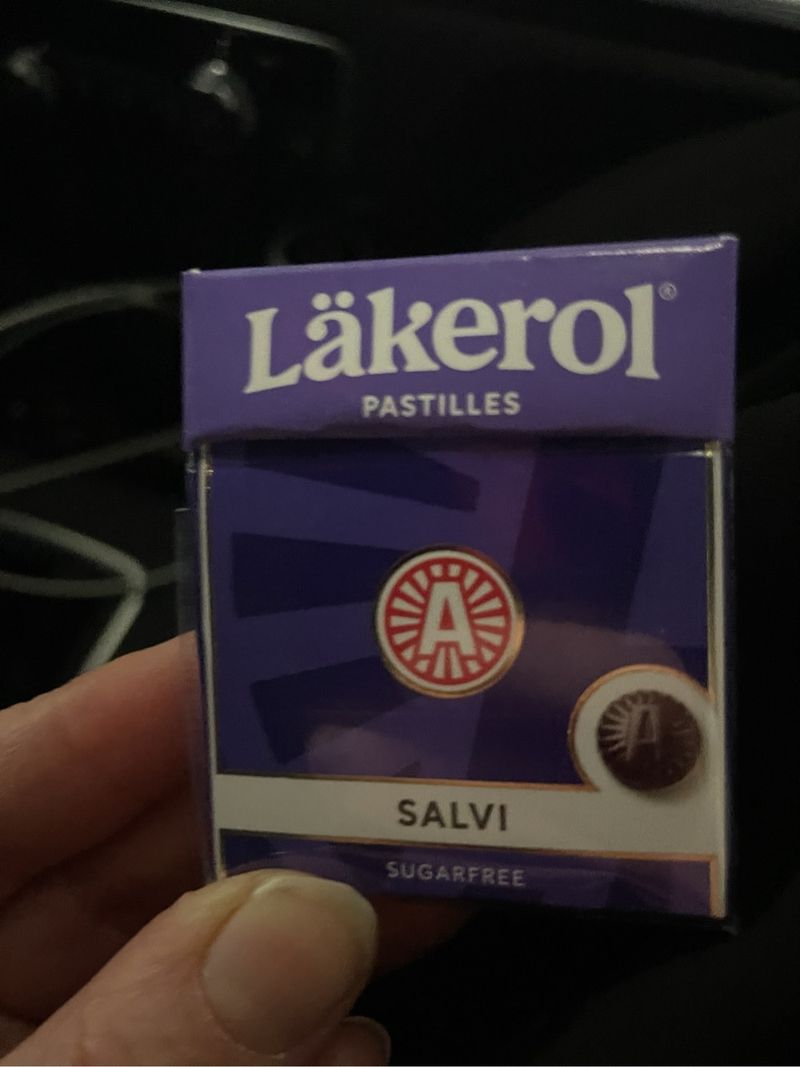 Läkerol®
PASTILLES
A
A
SALVI
SUGARFREE